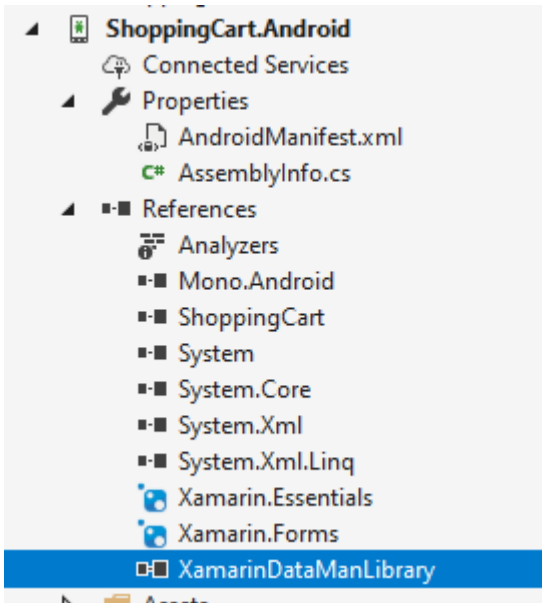 ShoppingCart.Android
Connected Services
Properties
AndroidManifest.xml
C# AssemblyInfo.cs
References
Analyzers
Mono.Android
ShoppingCart
System
System.Core
System.Xml
System.Xml.Linq
Xamarin.Essentials
Xamarin.Forms
XamarinDataManLibrary
Assets